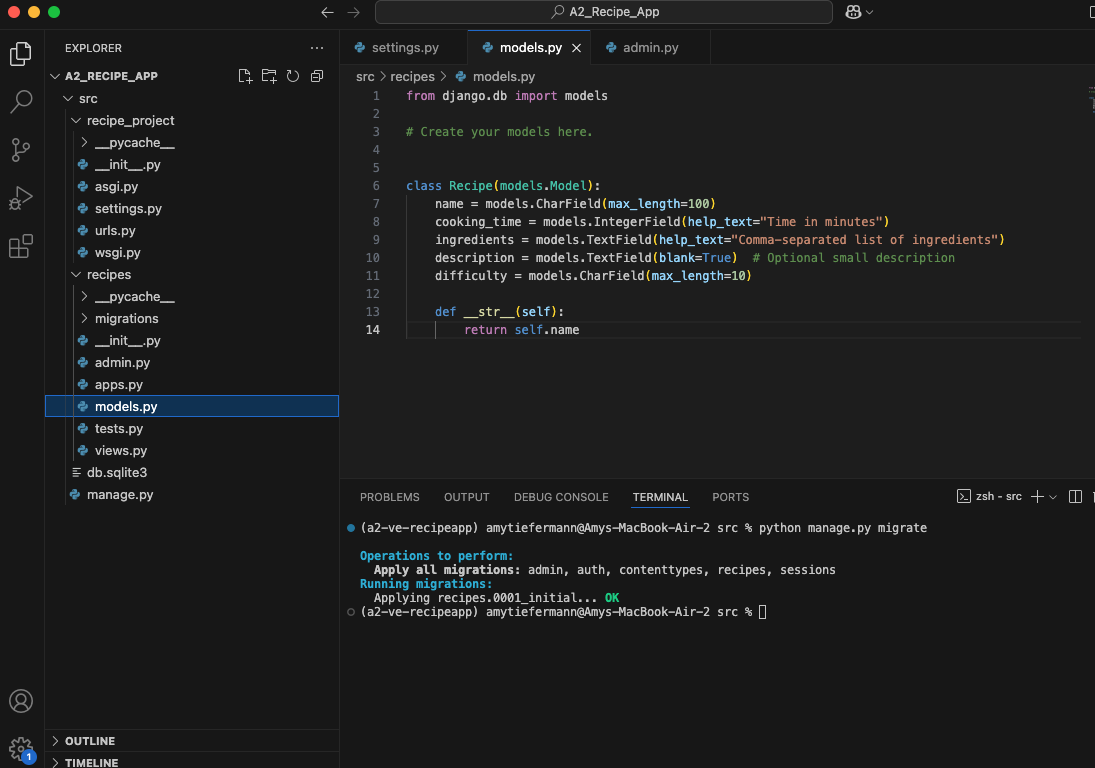 A2_Recipe_App
EXPLORER
settings.py
models.py
admin.py
A2_RECIPE_APP
src
recipe_project
__pycache__
__init__.py
asgi.py
settings.py
urls.py
wsgi.py
recipes
__pycache__
migrations
__init__.py
admin.py
apps.py
models.py
tests.py
views.py
db.sqlite3
manage.py
OUTLINE
TIMELINE
1
src > recipes > models.py
1 from django.db import models
2
3 # Create your models here.
4
5
6 class Recipe(models.Model):
7 name = models.CharField(max_length=100)
8 cooking_time = models.IntegerField(help_text="Time in minutes")
9 ingredients = models.TextField(help_text="Comma-separated list of ingredients")
10 description = models.TextField(blank=True) # Optional small description
11 difficulty = models.CharField(max_length=10)
12
13 def __str__(self):
14 return self.name
PROBLEMS OUTPUT DEBUG CONSOLE TERMINAL PORTS
zsh - src
(a2-ve-recipeapp) amytiefermann@Amys-MacBook-Air-2 src % python manage.py migrate
Operations to perform:
Apply all migrations: admin, auth, contenttypes, recipes, sessions
Running migrations:
Applying recipes.0001_initial... OK
(a2-ve-recipeapp) amytiefermann@Amys-MacBook-Air-2 src %